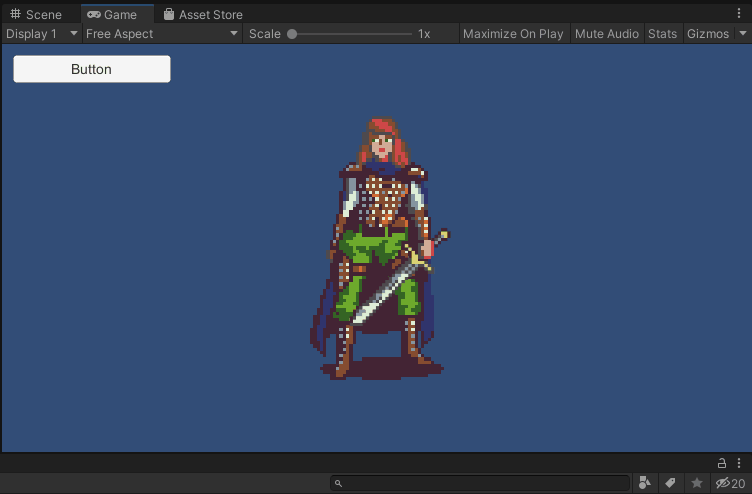 Scene Game Asset Store
Display 1 Free Aspect Scale 1x Maximize On Play Mute Audio Stats Gizmos
Button
20